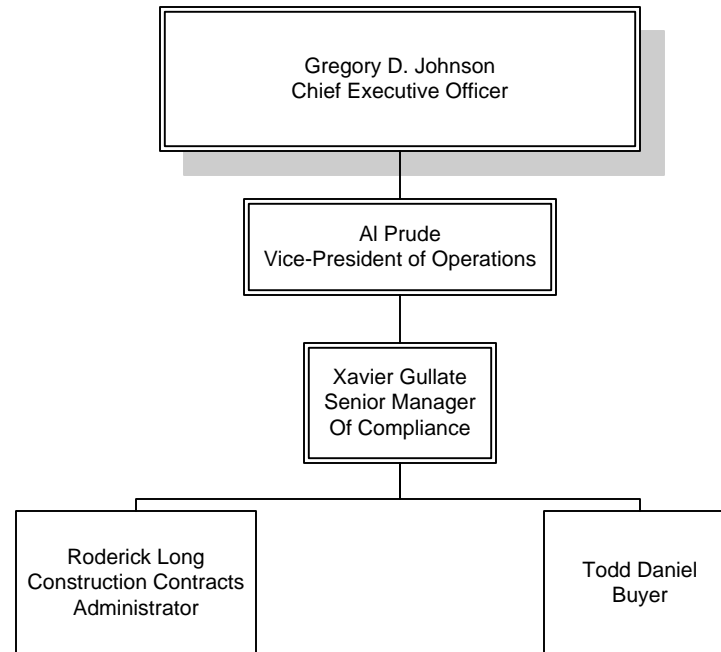 Gregory D. Johnson
Chief Executive Officer
Al Prude
Vice-President of Operations
Xavier Gullate
Senior Manager
Of Compliance
Roderick Long
Construction Contracts
Administrator
Todd Daniel
Buyer